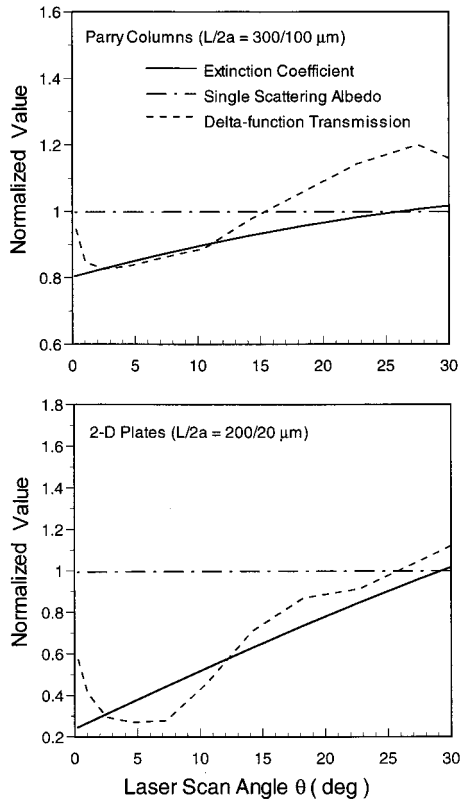 1.6
Parry Columns (L/2a = 300/100 µm)
Extinction Coefficient
1.4
Single Scattering Albedo
Delta-function Transmission
1.2
Normalized Value
1
0.8
0.6
0 5 10 15 20 25 30
1.8
2-D Plates (L/2a = 200/20 µm)
1.6
1.4
1.2
Normalized Value
1
0.8
0.6
0.4
0.2
0 5 10 15 20 25 30
Laser Scan Angle θ ( deg )